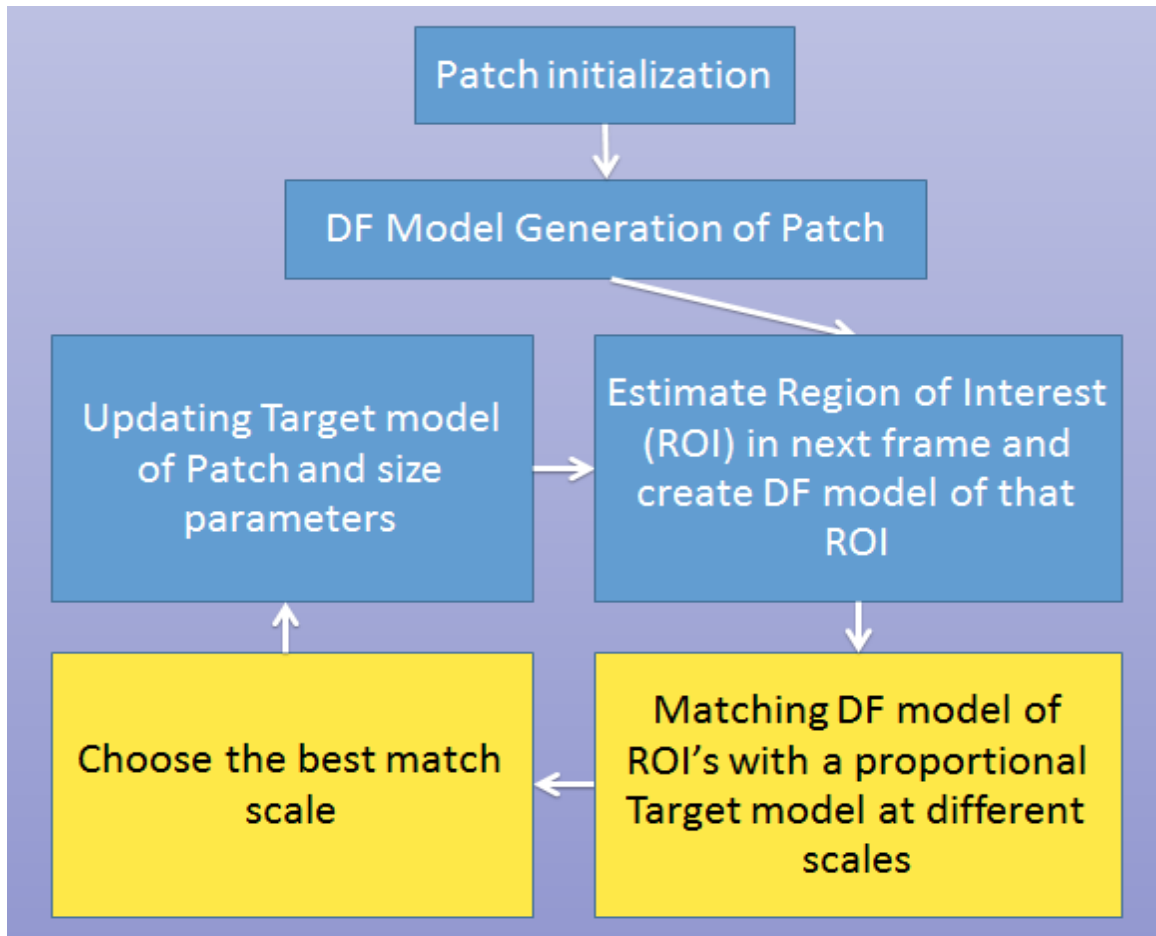 Patch initialization
DF Model Generation of Patch
Updating Target model
of Patch and size
parameters
Estimate Region of Interest
(ROI) in next frame and
create DF model of that
ROI
Choose the best match
scale
Matching DF model of
ROI's with a proportional
Target model at different
scales